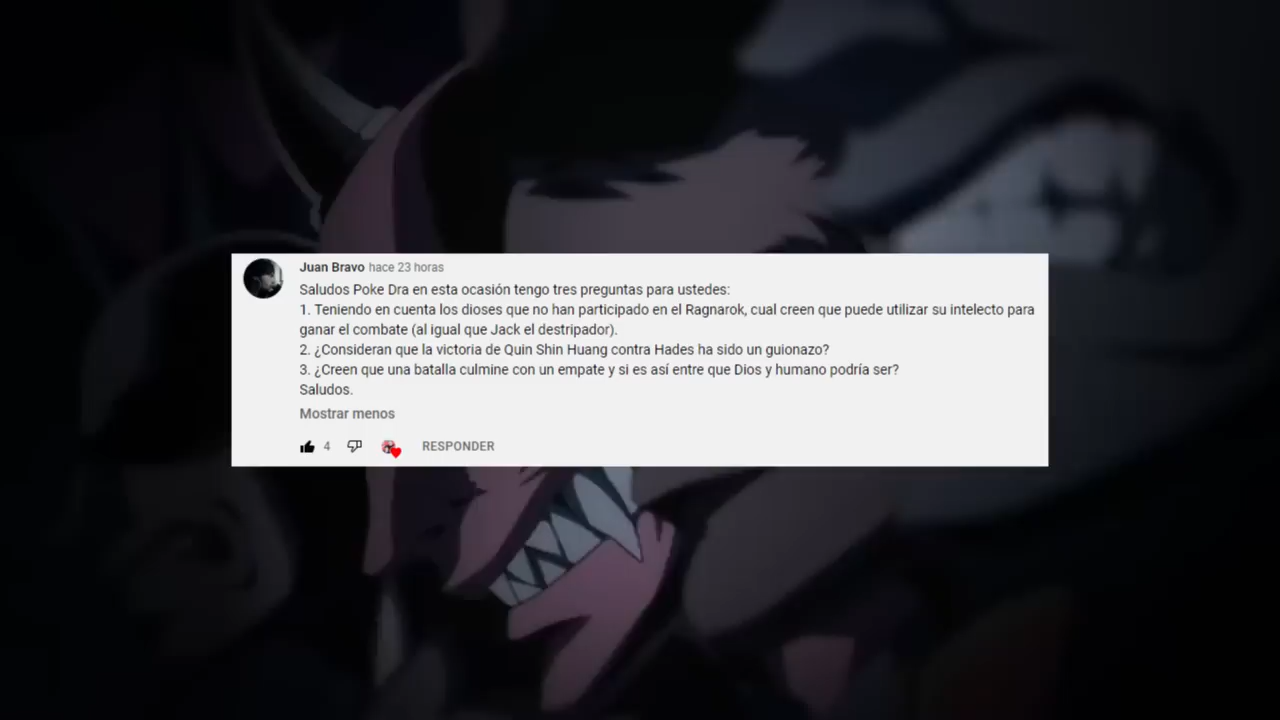 Juan Bravo hace 23 horas
Saludos Poke Dra en esta ocasión tengo tres preguntas para ustedes:
1. Teniendo en cuenta los dioses que no han participado en el Ragnarok, cual creen que puede utilizar su intelecto para
ganar el combate (al igual que Jack el destripador).
2. ¿Consideran que la victoria de Quin Shin Huang contra Hades ha sido un guionazo?
3. ¿Creen que una batalla culmine con un empate y si es así entre que Dios y humano podría ser?
Saludos.
Mostrar menos
4 RESPONDER